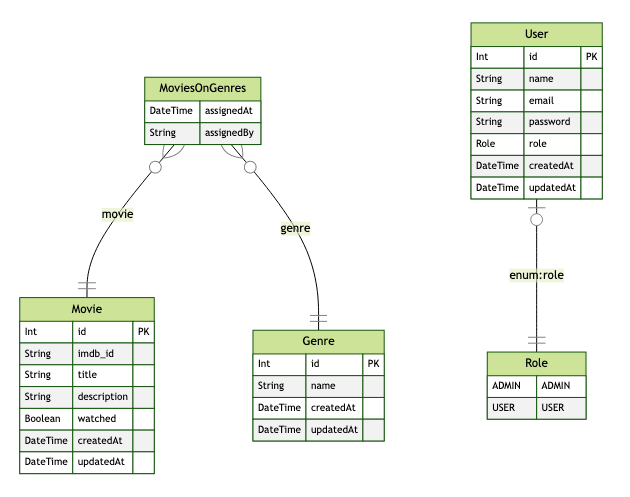 MoviesOnGenres
DateTime assignedAt
String assignedBy
User
Int id PK
String name
String email
String password
Role role
DateTime createdAt
DateTime updatedAt
movie
genre
enum:role
Movie
Int id PK
String imdb_id
String title
String description
Boolean watched
DateTime createdAt
DateTime updatedAt
Genre
Int id PK
String name
DateTime createdAt
DateTime updatedAt
Role
ADMIN ADMIN
USER USER